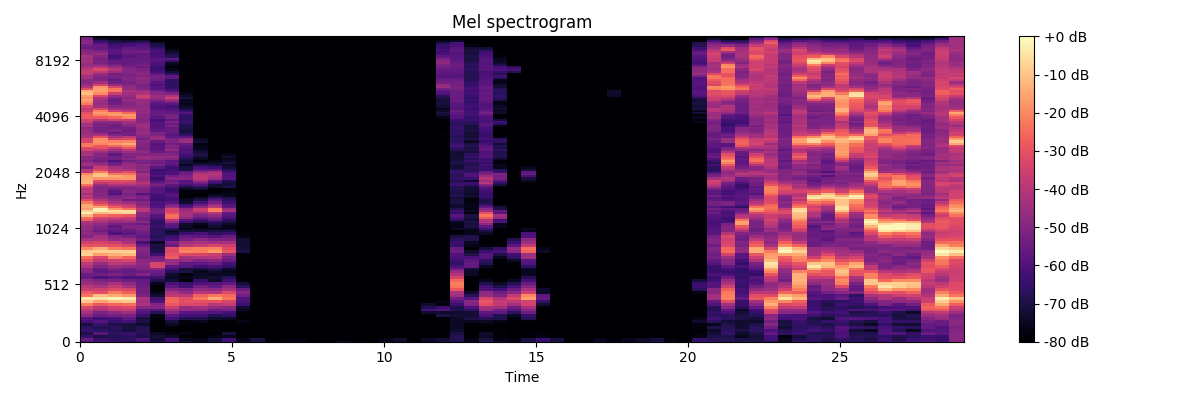 Mel spectrogram
8192
4096
2048
1024
512
0
Hz
0 5 10 15 20 25
Time
+0 dB
-10 dB
-20 dB
-30 dB
-40 dB
-50 dB
-60 dB
-70 dB
-80 dB